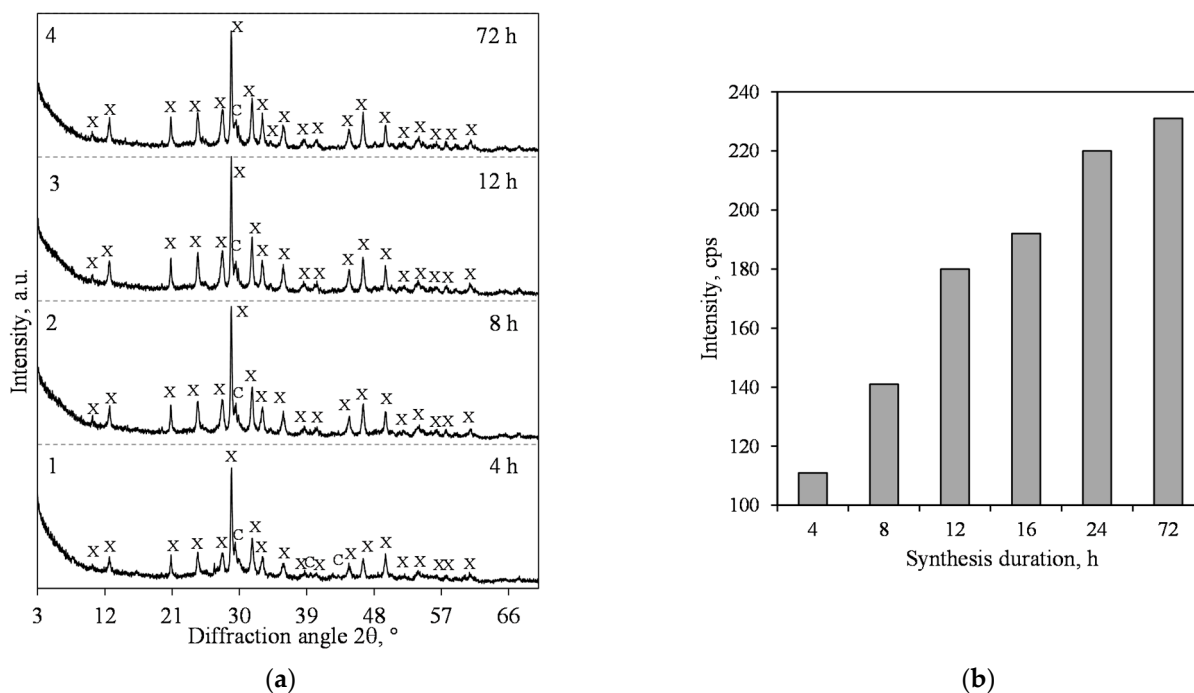 4 X 72 h
X X X X X C X X X X X X X X X X X X X X
3 12 h
X
X X X X X C X X X X X X X X X X X X X
2 8 h
X
X X X X X C X X X X X X X X X X X X X
1 4 h
X
X X X X X C X X X X C X C X X X X X X X X
Intensity, a.u.
3 12 21 30 39 48 57 66
Diffraction angle 2θ, °
(a)
240
220
200
180
160
140
110
100
Intensity, cps
4 8 12 16 24 72
Synthesis duration, h
(b)